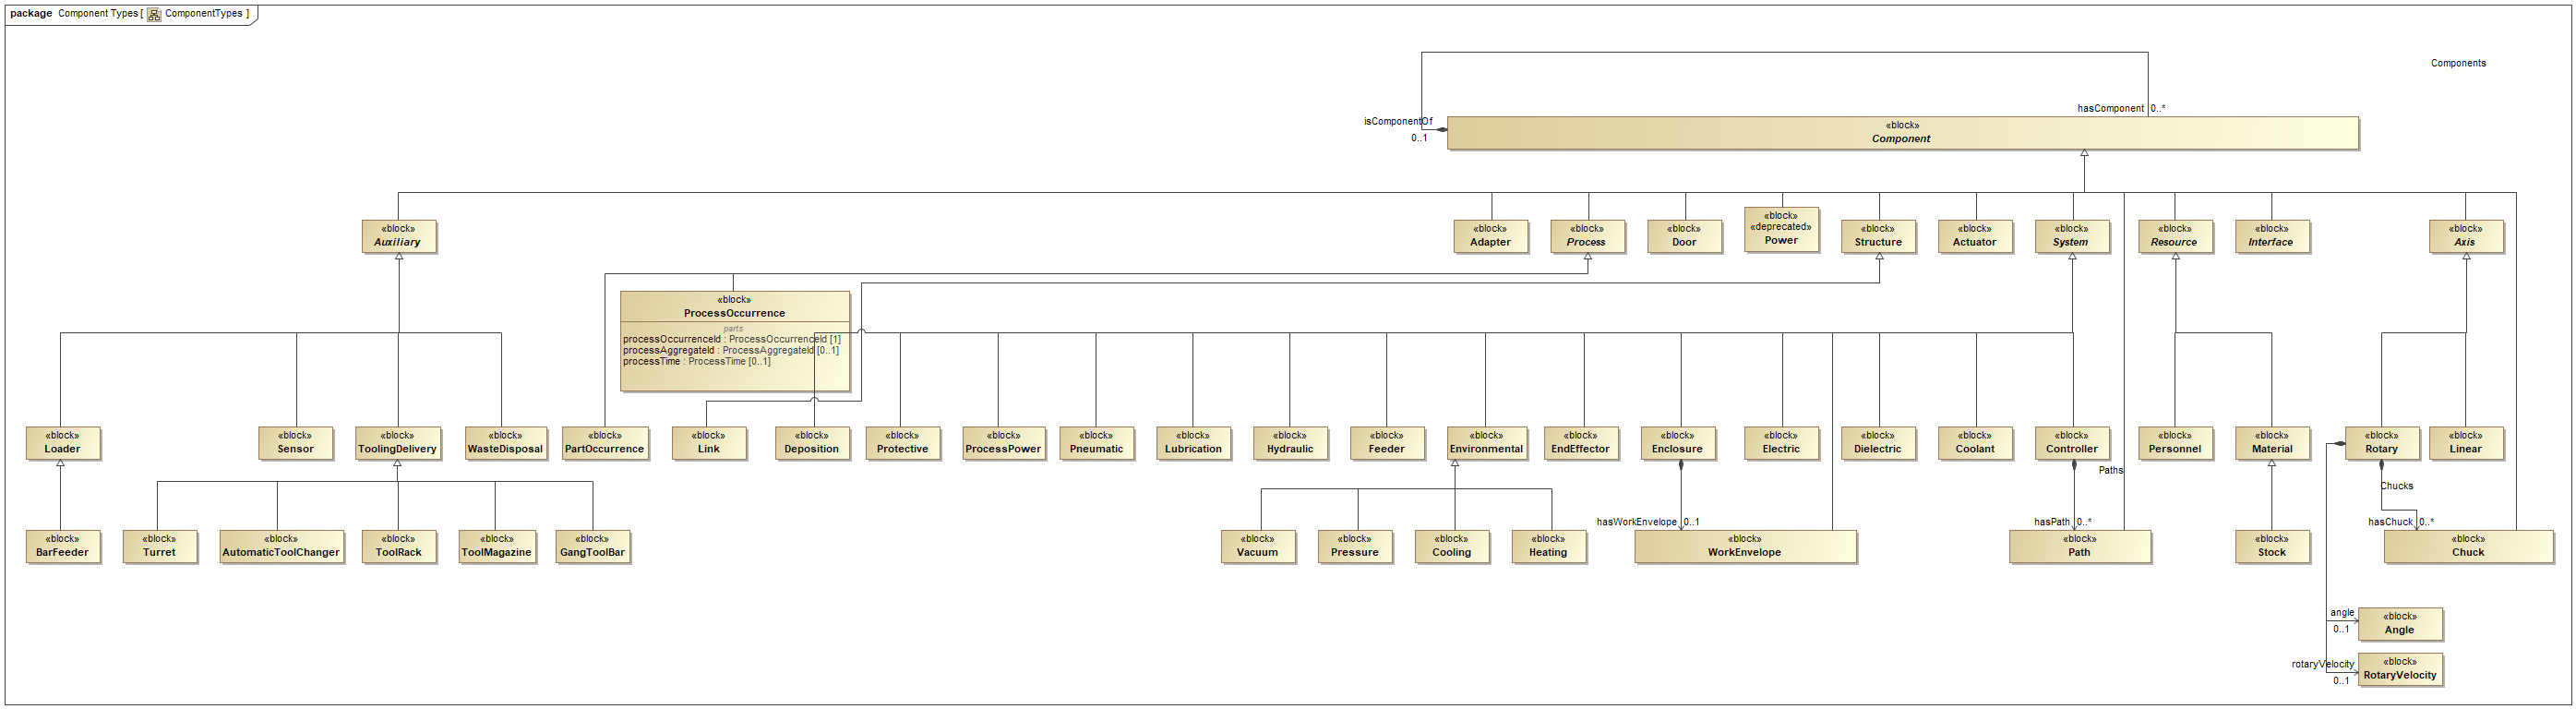 package Component Types [ ComponentTypes ]
Components
hasComponent 0..*
isComponentOf
0..1
«block»
Component
«block»
Auxiliary
«block»
Adapter
«block»
Process
«block»
Door
«block»
«deprecated»
Power
«block»
Structure
«block»
Actuator
«block»
System
«block»
Resource
«block»
Interface
«block»
Axis
«block»
ProcessOccurrence
parts
processOccurrenceId : ProcessOccurrenceId [1]
processAggregateId : ProcessAggregateId [0..1]
processTime : ProcessTime [0..1]
«block»
Loader
«block»
Sensor
«block»
ToolingDelivery
«block»
WasteDisposal
«block»
PartOccurrence
«block»
Link
«block»
Deposition
«block»
Protective
«block»
ProcessPower
«block»
Pneumatic
«block»
Lubrication
«block»
Hydraulic
«block»
Feeder
«block»
Environmental
«block»
EndEffector
«block»
Enclosure
«block»
Electric
«block»
Dielectric
«block»
Coolant
«block»
Controller
«block»
Personnel
«block»
Material
«block»
Rotary
«block»
Linear
Paths
Chucks
hasWorkEnvelope 0..1
hasPath 0..*
hasChuck 0..*
«block»
BarFeeder
«block»
Turret
«block»
AutomaticToolChanger
«block»
ToolRack
«block»
ToolMagazine
«block»
GangToolBar
«block»
Vacuum
«block»
Pressure
«block»
Cooling
«block»
Heating
«block»
WorkEnvelope
«block»
Path
«block»
Stock
«block»
Chuck
angle
0..1
«block»
Angle
rotaryVelocity
0..1
«block»
RotaryVelocity